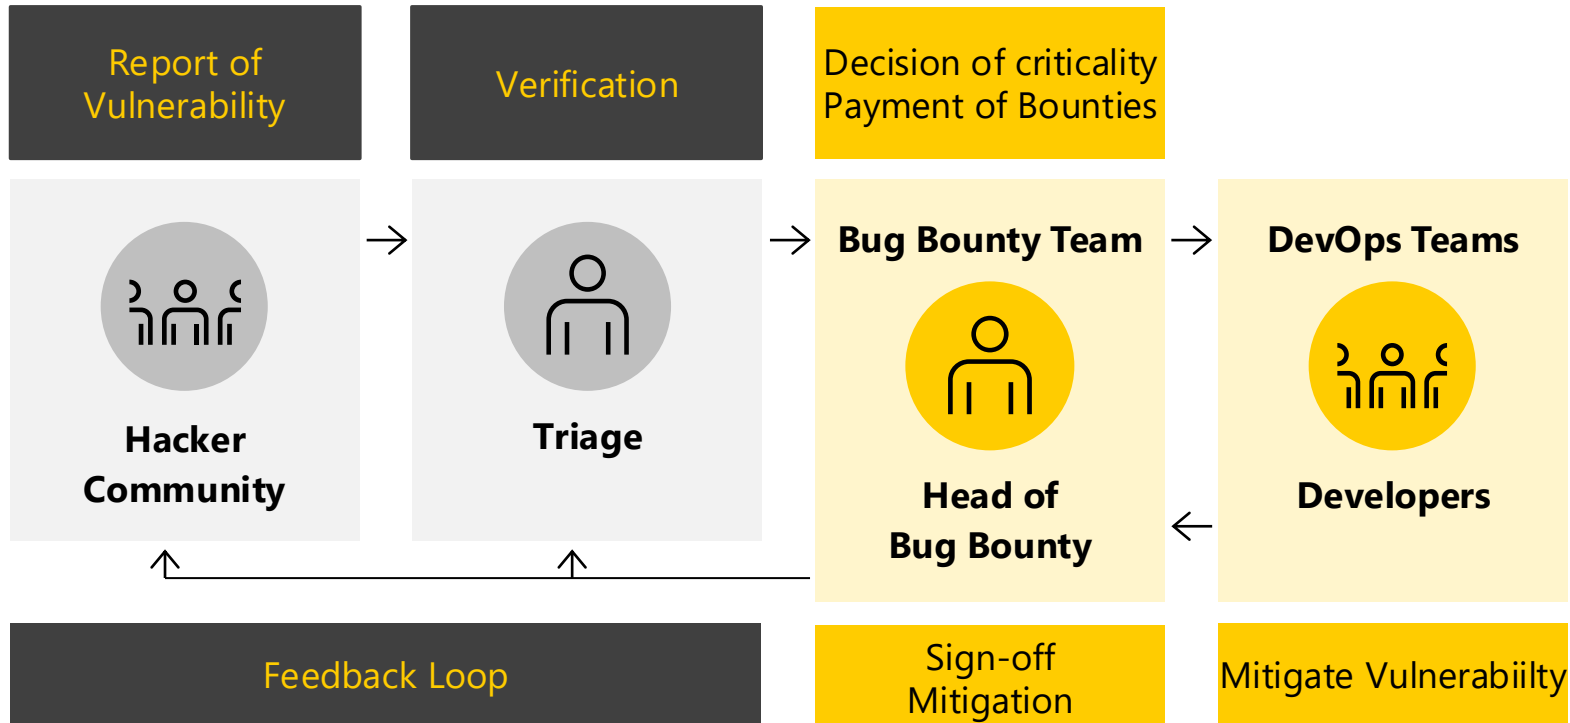 Report of
Vulnerability
Verification
Decision of criticality
Payment of Bounties
Hacker
Community
Triage
Bug Bounty Team
Head of
Bug Bounty
DevOps Teams
Developers
Feedback Loop
Sign-off
Mitigation
Mitigate Vulnerabiilty